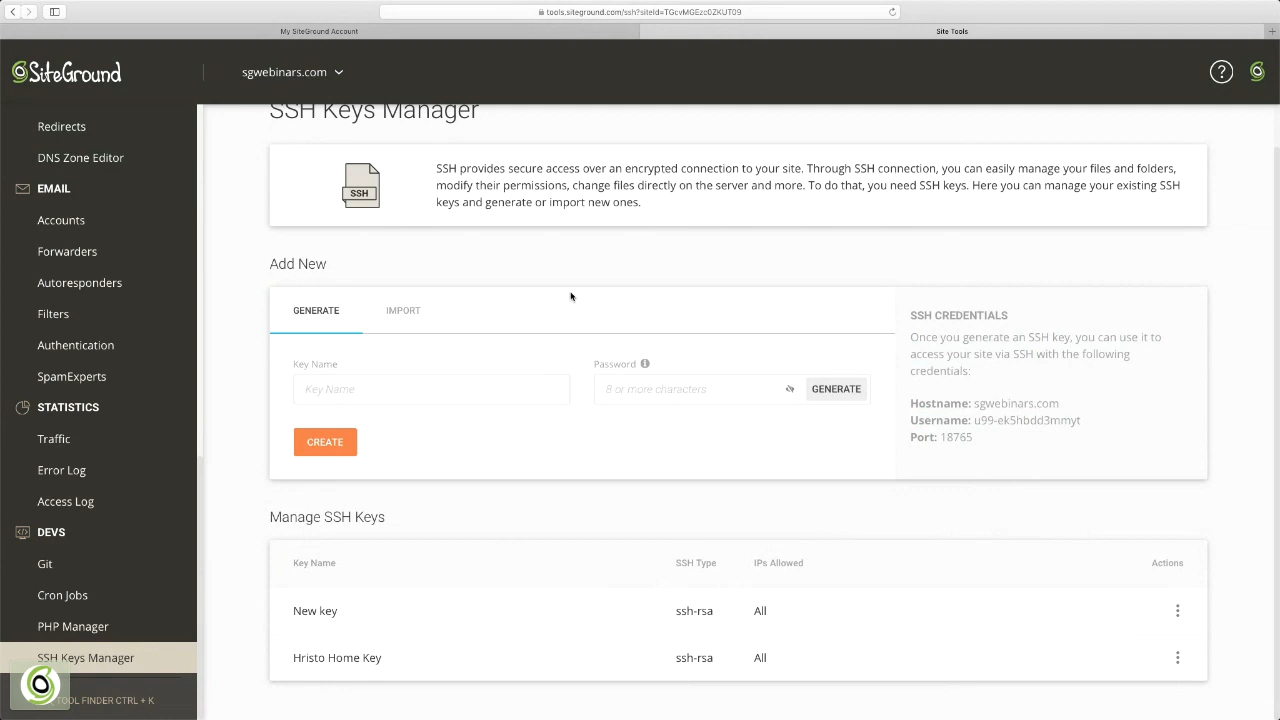 tools.siteground.com/ssh?siteId=TGcvMGEzc0ZKUT09
My SiteGround Account
Site Tools
SiteGround
sgwebinars.com
?
Redirects
DNS Zone Editor
EMAIL
Accounts
Forwarders
Autoresponders
Filters
Authentication
SpamExperts
STATISTICS
Traffic
Error Log
Access Log
DEVS
Git
Cron Jobs
PHP Manager
SSH Keys Manager
TOOL FINDER CTRL + K
SSH Keys Manager
SSH
SSH provides secure access over an encrypted connection to your site. Through SSH connection, you can easily manage your files and folders,
modify their permissions, change files directly on the server and more. To do that, you need SSH keys. Here you can manage your existing SSH
keys and generate or import new ones.
Add New
GENERATE IMPORT
Key Name
Key Name
Password
8 or more characters
GENERATE
CREATE
SSH CREDENTIALS
Once you generate an SSH key, you can use it to
access your site via SSH with the following
credentials:
Hostname: sgwebinars.com
Username: u99-ek5hbdd3mmyt
Port: 18765
Manage SSH Keys
Key Name SSH Type IPs Allowed Actions
New key ssh-rsa All
Hristo Home Key ssh-rsa All